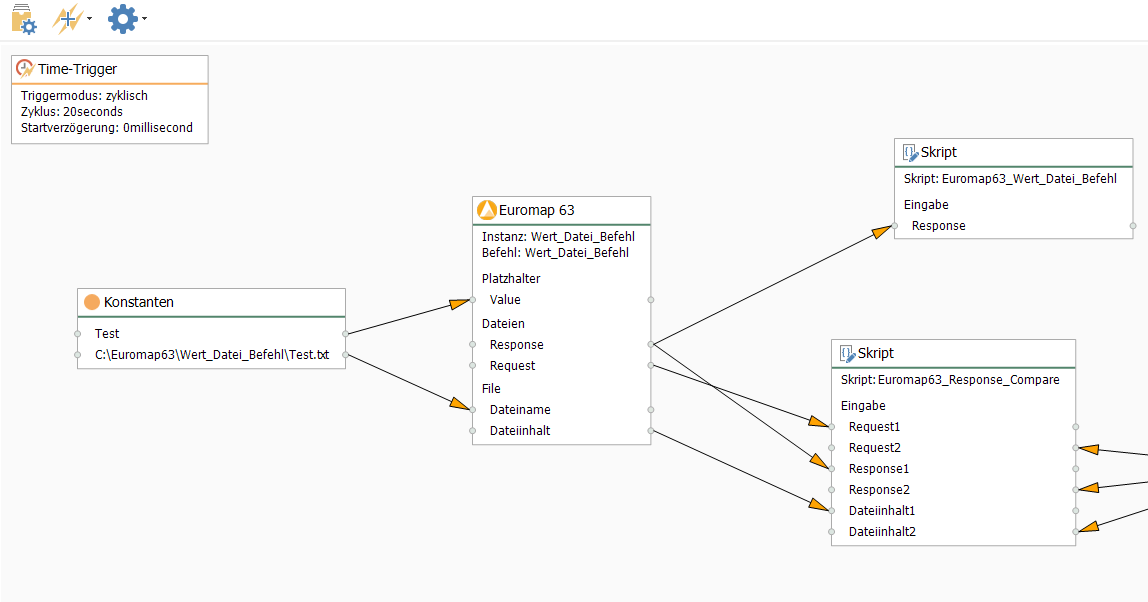 Time-Trigger
Triggermodus: zyklisch
Zyklus: 20seconds
Startverzögerung: 0millisecond
Skript
Skript: Euromap63_Wert_Datei_Befehl
Eingabe
Response
Euromap 63
Instanz: Wert_Datei_Befehl
Befehl: Wert_Datei_Befehl
Platzhalter
Value
Dateien
Response
Request
File
Dateiname
Dateiinhalt
Konstanten
Test
C:\Euromap63\Wert_Datei_Befehl\Test.txt
Skript
Skript: Euromap63_Response_Compare
Eingabe
Request1
Request2
Response1
Response2
Dateiinhalt1
Dateiinhalt2